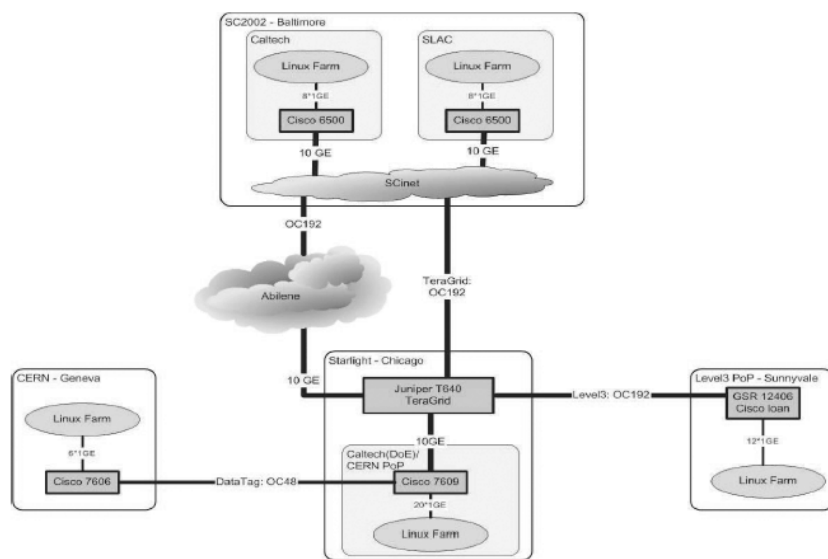 SC2002 - Baltimore
Caltech
SLAC
Linux Farm
Linux Farm
8*1GE
8*1GE
Cisco 6500
Cisco 6500
10 GE
10 GE
SCinet
OC192
TeraGrid:
OC192
Abilene
CERN - Geneva
Starlight - Chicago
Level3 PoP - Sunnyvale
10 GE
Juniper T640
TeraGrid
Level3: OC192
GSR 12406
Cisco loan
Linux Farm
10GE
12*1GE
Caltech(DoE)/
CERN PoP
6*1GE
Cisco 7606
DataTag: OC48
Cisco 7609
Linux Farm
20*1GE
Linux Farm